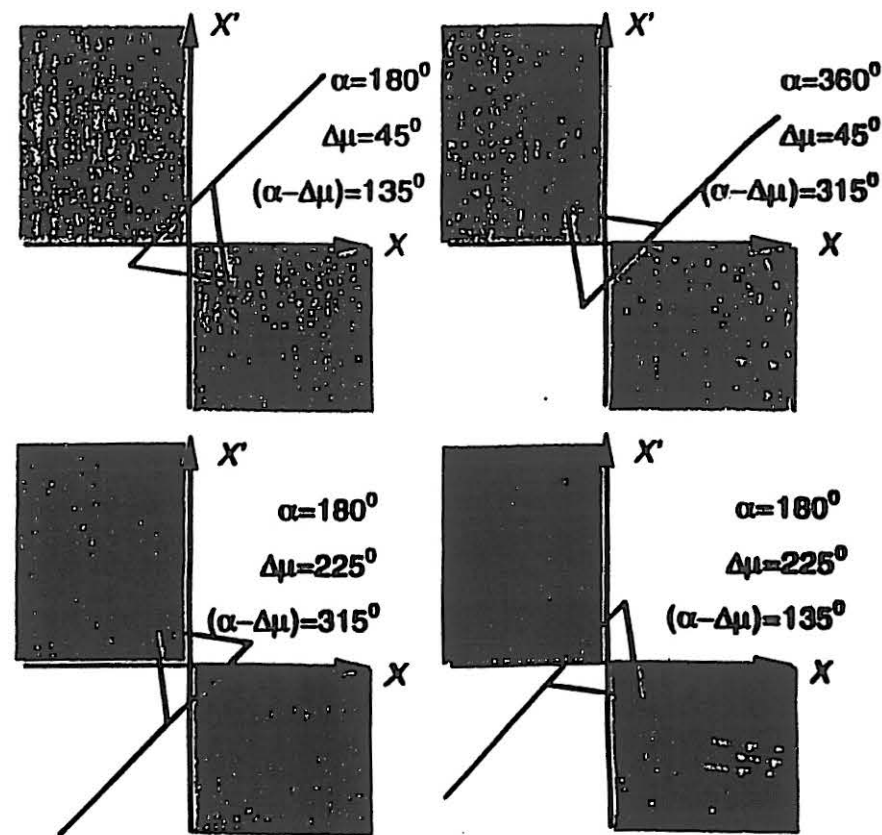 X'
α=180⁰
Δμ=45⁰
(α-Δμ)=135⁰
X
X'
α=360⁰
Δμ=45⁰
(α-Δμ)=315⁰
X
X'
α=180⁰
Δμ=225⁰
(α-Δμ)=315⁰
X
X'
α=180⁰
Δμ=225⁰
(α-Δμ)=135⁰
X